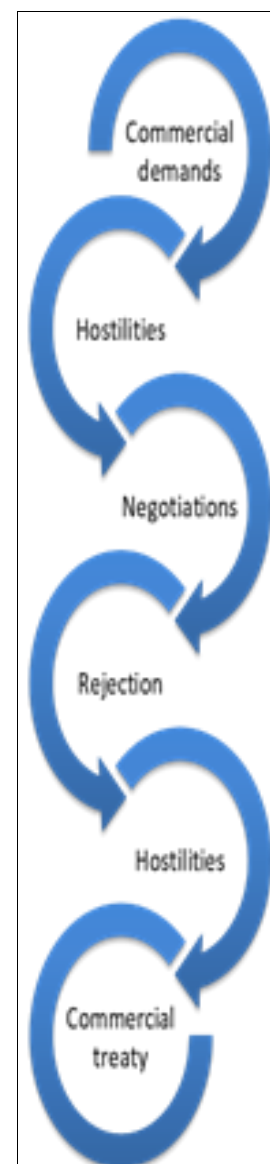 Commercial
demands
Hostilities
Negotiations
Rejection
Hostilities
Commercial
treaty